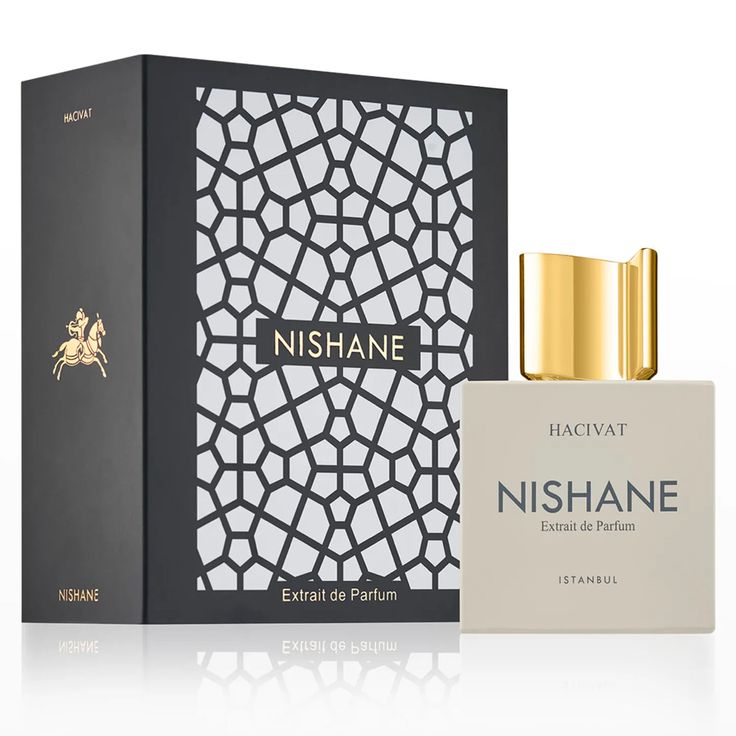 HACIVAT
NISHANE
NISHANE
Extrait de Parfum
HACIVAT
NISHANE
Extrait de Parfum
ISTANBUL